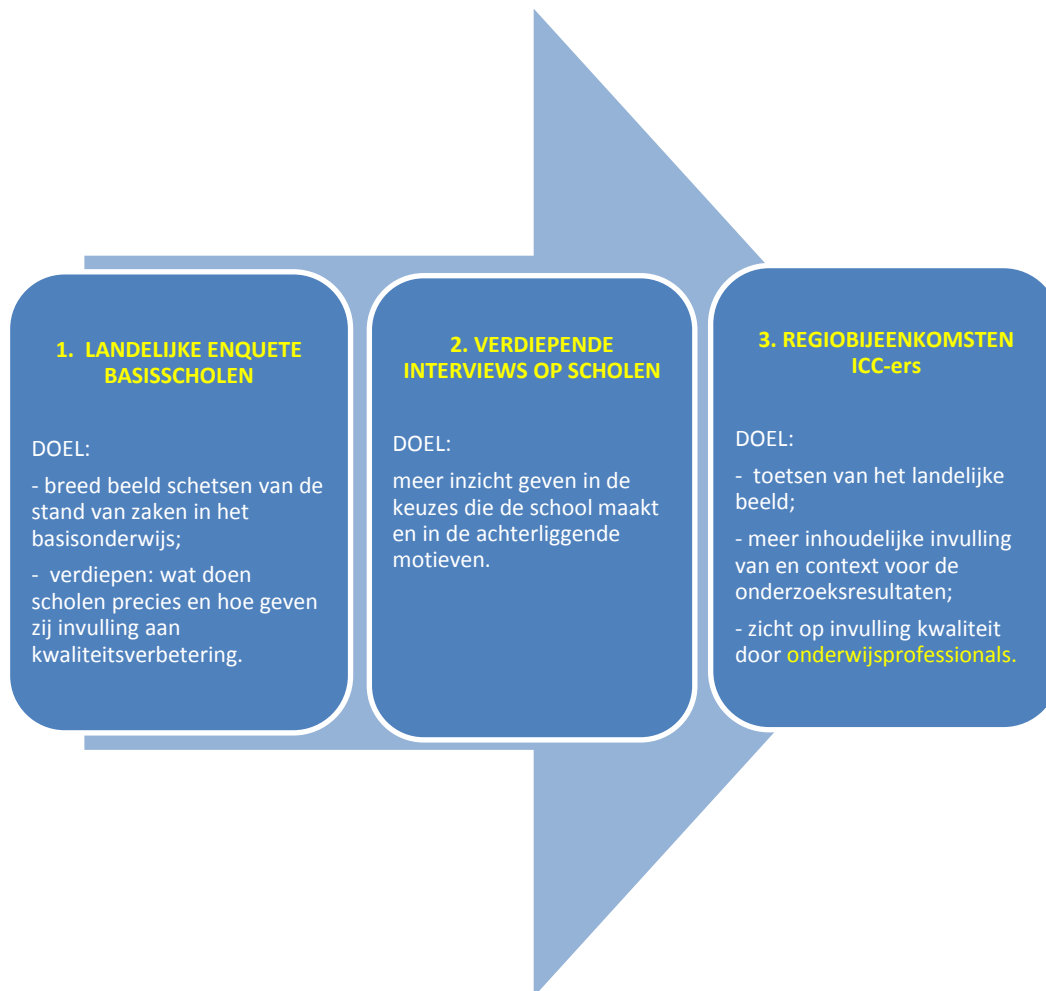 1. LANDELIJKE ENQUETE
BASISSCHOLEN
DOEL:
- breed beeld schetsen van de
stand van zaken in het
basisonderwijs;
- verdiepen: wat doen
scholen precies en hoe geven
zij invulling aan
kwaliteitsverbetering.
2. VERDIEPENDE
INTERVIEWS OP SCHOLEN
DOEL:
meer inzicht geven in de
keuzes die de school maakt
en in de achterliggende
motieven.
3. REGIOBIJEENKOMSTEN
ICC-ers
DOEL:
- toetsen van het landelijke
beeld;
- meer inhoudelijke invulling
van en context voor de
onderzoeksresultaten;
- zicht op invulling kwaliteit
door onderwijsprofessionals.